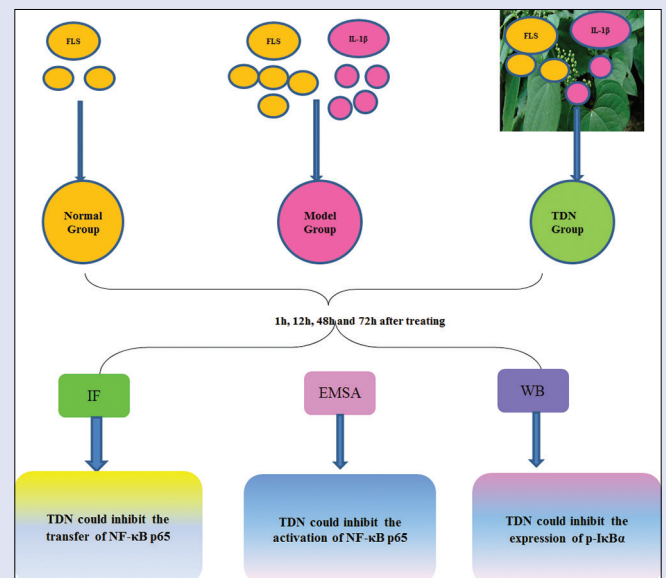 FLS
FLS
IL-1β
FLS
IL-1β
Normal
Group
Model
Group
TDN
Group
1h, 12h, 48h and 72h after treating
IF
EMSA
WB
TDN could inhibit the
transfer of NF-κB p65
TDN could inhibit the
activation of NF-κB p65
TDN could inhibit the
expression of p-IκBα